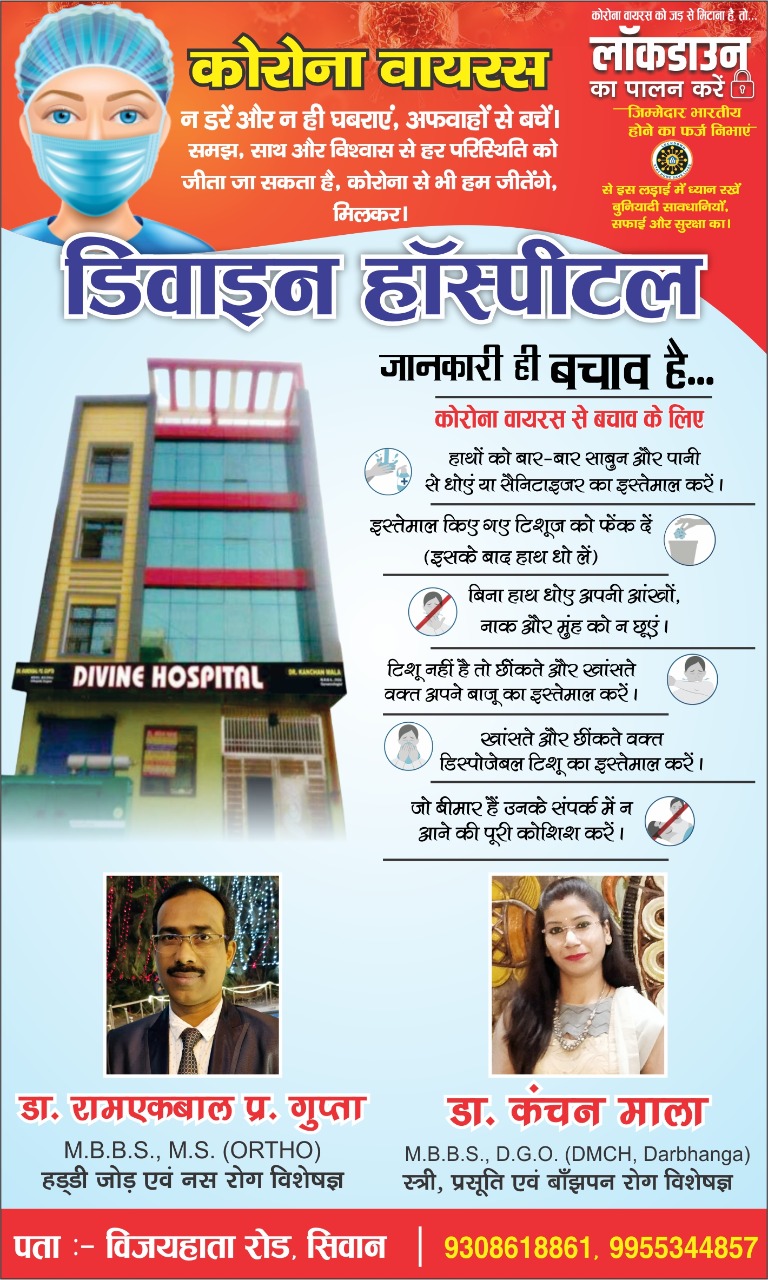 कोरोना वायरस को जड़ से मिटाना है, तो...
लॉकडाउन
का पालन करें
जिम्मेदार भारतीय
होने का फर्ज निभाएं
से इस लड़ाई में ध्यान रखें
बुनियादी सावधानियाँ,
सफाई और सुरक्षा का।
कोरोना वायरस
न डरें और न ही घबराएं, अफवाहों से बचें।
समझ, साथ और विश्वास से हर परिस्थिति को
जीता जा सकता है, कोरोना से भी हम जीतेंगे,
मिलकर।
डिवाइन हॉस्पीटल
जानकारी ही बचाव है...
कोरोना वायरस से बचाव के लिए
हाथों को बार-बार साबुन और पानी
से धोएं या सैनिटाइजर का इस्तेमाल करें।
इस्तेमाल किए गए टिशूज को फेंक दें
(इसके बाद हाथ धो लें)
बिना हाथ धोए अपनी आंखों,
नाक और मुंह को न छूएं।
टिशू नहीं है तो छींकते और खांसते
वक्त अपने बाजू का इस्तेमाल करें।
खांसते और छींकते वक्त
डिस्पोजेबल टिशू का इस्तेमाल करें।
जो बीमार हैं उनके संपर्क में न
आने की पूरी कोशिश करें।
DIVINE HOSPITAL
DR. KANCHAN MALA
डा. रामएकबाल प्र. गुप्ता
M.B.B.S., M.S. (ORTHO)
हड्डी जोड़ एवं नस रोग विशेषज्ञ
डा. कंचन माला
M.B.B.S., D.G.O. (DMCH, Darbhanga)
स्त्री, प्रसूति एवं बाँझपन रोग विशेषज्ञ
पता :- विजयहाता रोड, सिवान | 9308618861, 9955344857